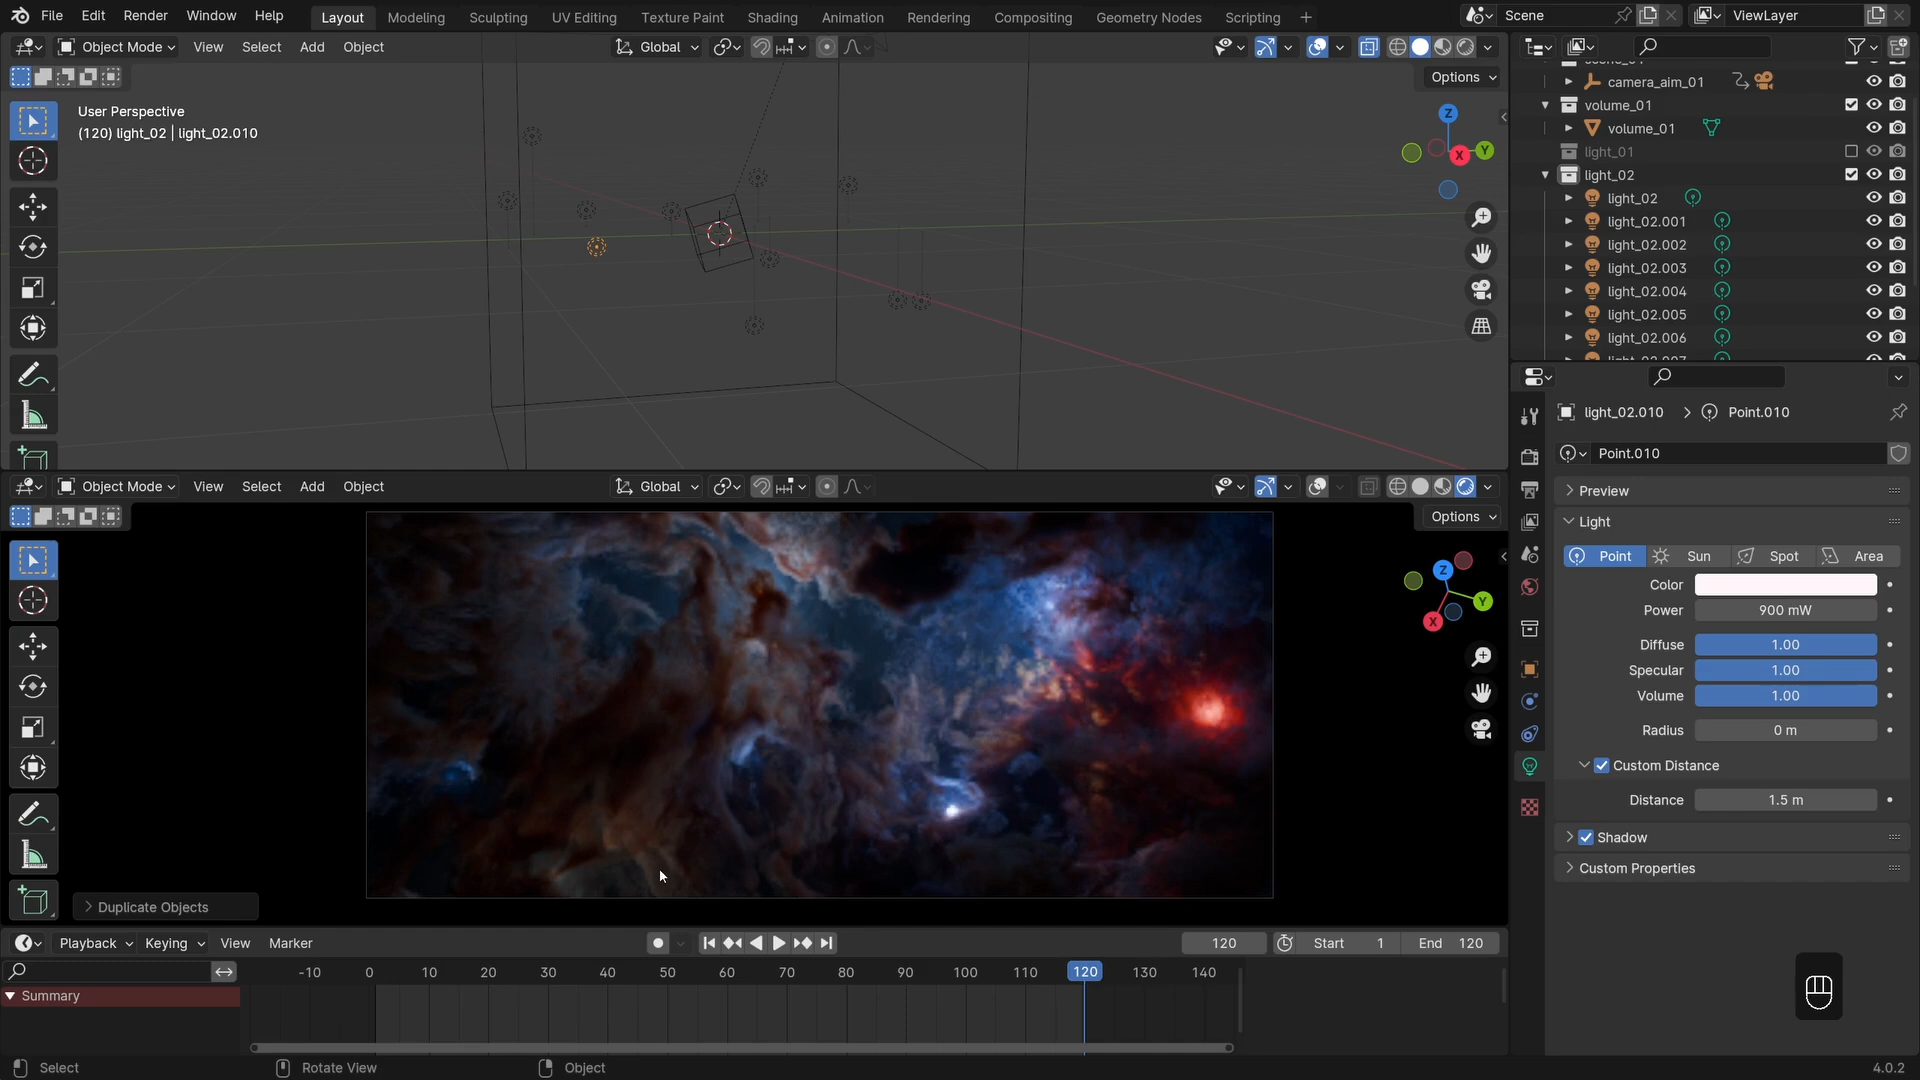 File Edit Render Window Help Layout Modeling Sculpting UV Editing Texture Paint Shading Animation Rendering Compositing Geometry Nodes Scripting + Scene ViewLayer
Object Mode View Select Add Object Global
Options
User Perspective
(120) light_02 | light_02.010
Z
X
Y
camera_aim_01
volume_01
volume_01
light_01
light_02
light_02
light_02.001
light_02.002
light_02.003
light_02.004
light_02.005
light_02.006
light_02.010 > Point.010
Point.010
Preview
Light
Point Sun Spot Area
Color
Power 900 mW
Diffuse 1.00
Specular 1.00
Volume 1.00
Radius 0 m
Custom Distance
Distance 1.5 m
Shadow
Custom Properties
Object Mode View Select Add Object Global
Options
Z
Y
X
Duplicate Objects
Playback Keying View Marker 120 Start 1 End 120
-10 0 10 20 30 40 50 60 70 80 90 100 110 120 130 140
Summary
Select Rotate View Object 4.0.2